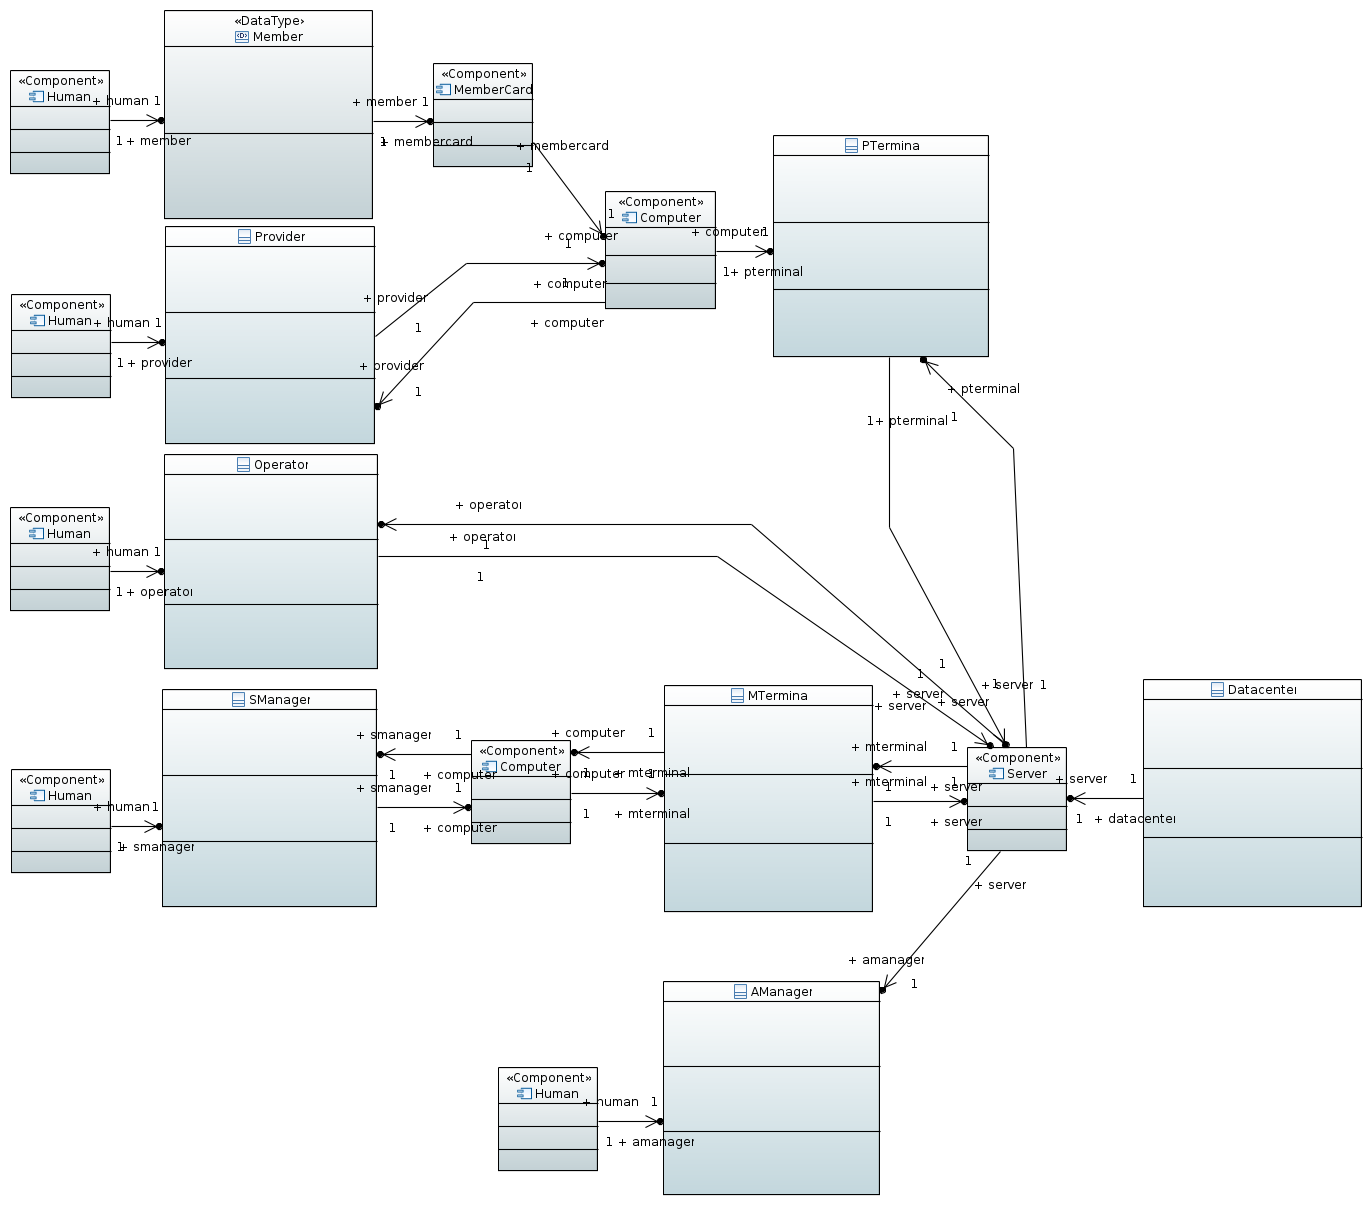 «DataType»
Member
«Component»
Human
+ human 1
1 + member
+ member 1
1
+ membercard
«Component»
MemberCard
+ membercard
1
PTermina
«Component»
Computer
1
+ computer
1
+ computer
1
+ computer
+ computer
1
1 + pterminal
Provider
«Component»
Human
+ human 1
1 + provider
+ provider
1
+ provider
1
+ pterminal
1
1 + pterminal
Operator
«Component»
Human
+ human 1
1 + operator
+ operator
1
+ operator
1
1
+ server
1
+ server
+ server
1
1
+ server
SManager
«Component»
Human
+ human 1
1
+ smanager
+ smanager
1
1
+ computer
+ smanager
1
1
+ computer
«Component»
Computer
+ computer
1
1
+ mterminal
+ computer
1
1
+ mterminal
MTermina
+ mterminal
1
1
+ server
+ mterminal
1
1
+ server
«Component»
Server
+ server
1
1
+ datacenter
Datacenter
1
+ server
+ amanager
1
AManager
«Component»
Human
+ human 1
1 + amanager